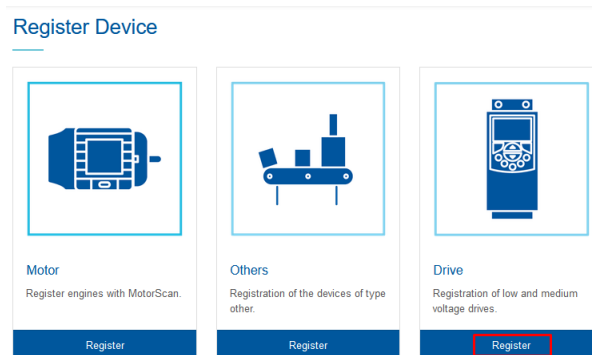 Register Device
Motor
Register engines with MotorScan.
Register
Others
Registration of the devices of type
other.
Register
Drive
Registration of low and medium
voltage drives.
Register